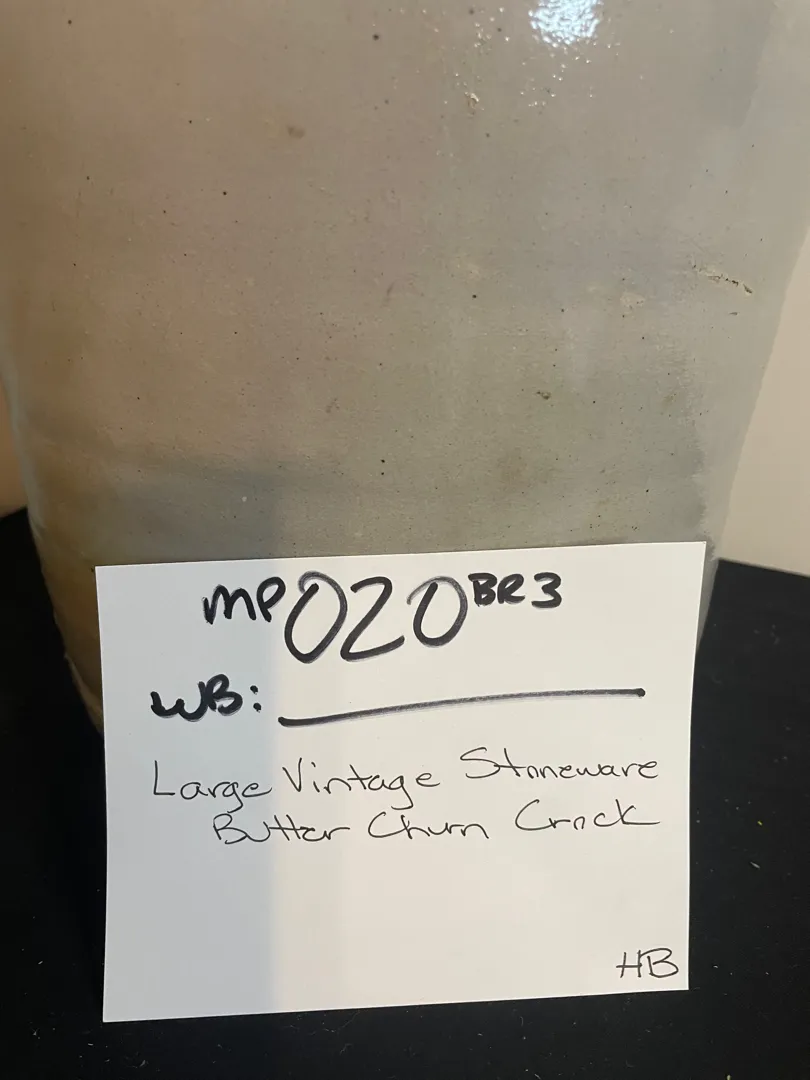 MP020BR3
WB:
Large Vintage Stoneware
Butter Churn Crock
HB